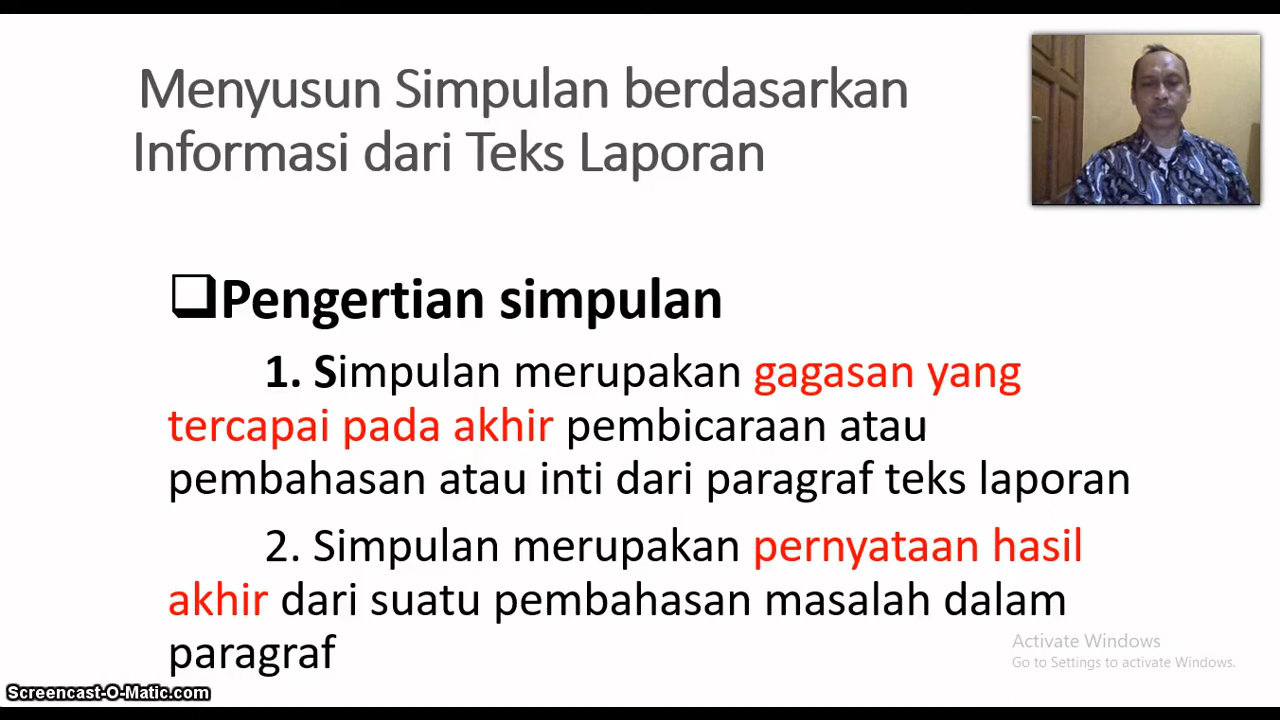 Menyusun Simpulan berdasarkan
Informasi dari Teks Laporan
Pengertian simpulan
1. Simpulan merupakan gagasan yang
tercapai pada akhir pembicaraan atau
pembahasan atau inti dari paragraf teks laporan
2. Simpulan merupakan pernyataan hasil
akhir dari suatu pembahasan masalah dalam
paragraf
Activate Windows
Go to Settings to activate Windows.
Screencast-O-Matic.com